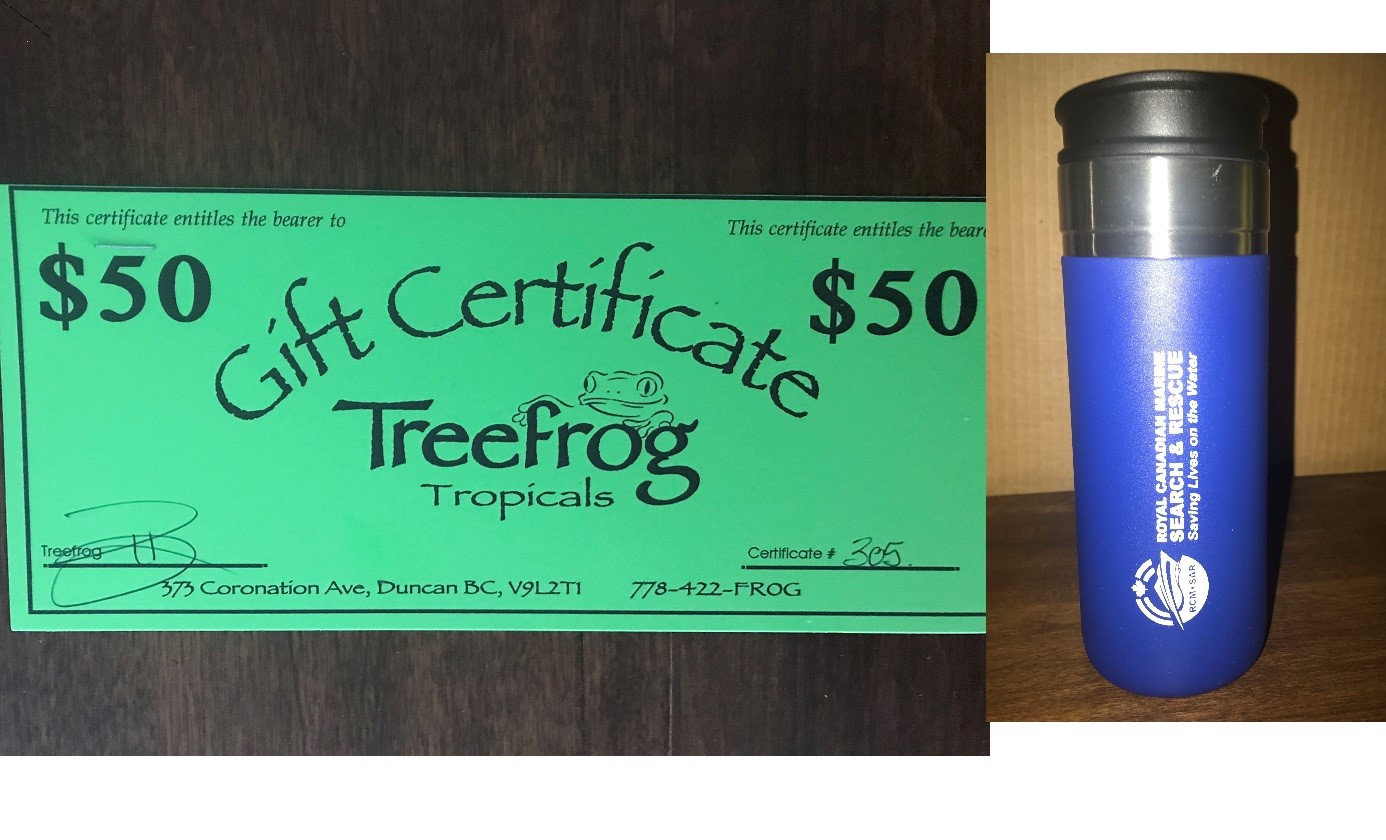 This certificate entitles the bearer to
$50
This certificate entitles the beare
$50
Gift Certificate
Treefrog
Tropicals
Treefrog
Certificate # 305.
373 Coronation Ave, Duncan BC, V9L2T1 778-422-FROG
ROYAL CANADIAN MARINE
SEARCH & RESCUE
Saving Lives on the Water
RCM-SAR